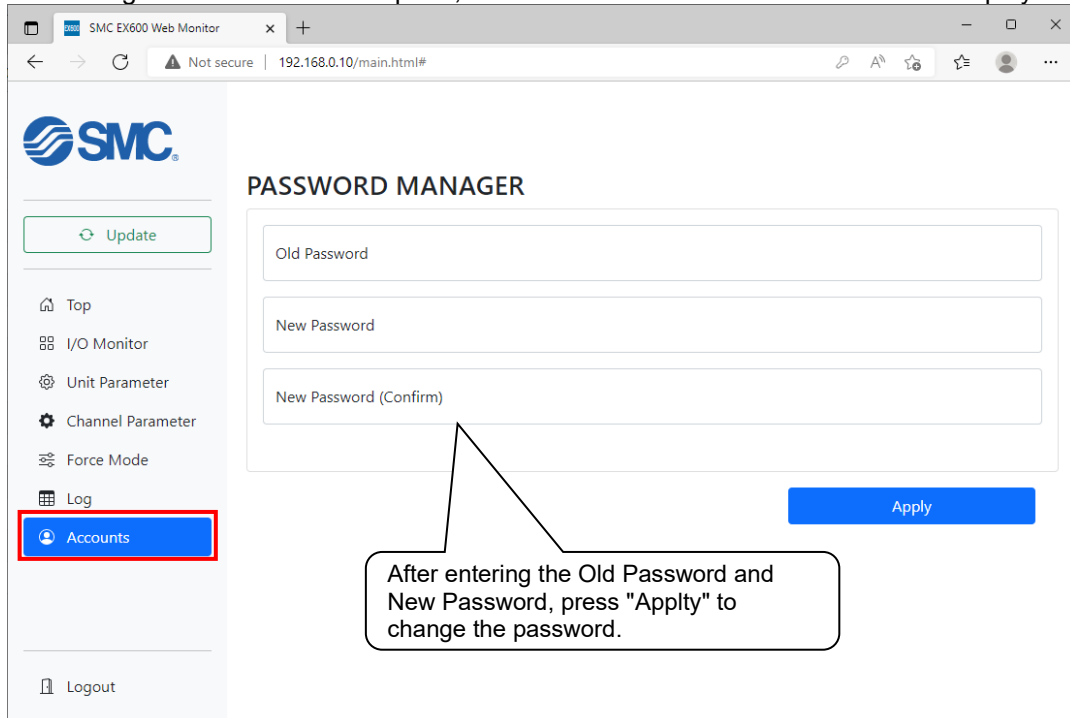 SMC EX600 Web Monitor
Not secure | 192.168.0.10/main.html#
SMC®
Update
Top
I/O Monitor
Unit Parameter
Channel Parameter
Force Mode
Log
Accounts
Logout
PASSWORD MANAGER
Old Password
New Password
New Password (Confirm)
Apply
After entering the Old Password and
New Password, press "Applty" to
change the password.